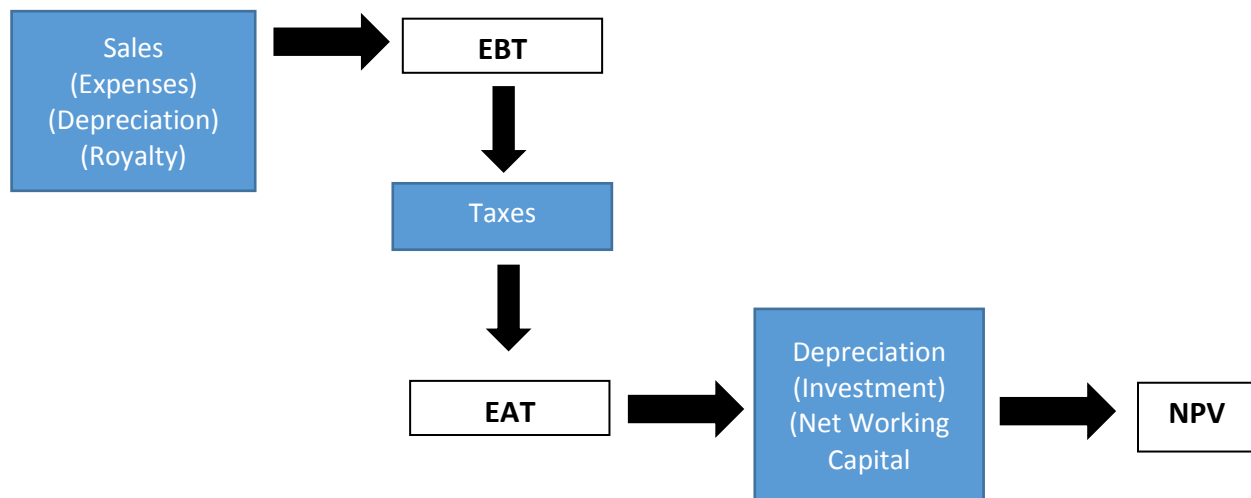 Sales
(Expenses)
(Depreciation)
(Royalty)
EBT
Taxes
EAT
Depreciation
(Investment)
(Net Working
Capital
NPV